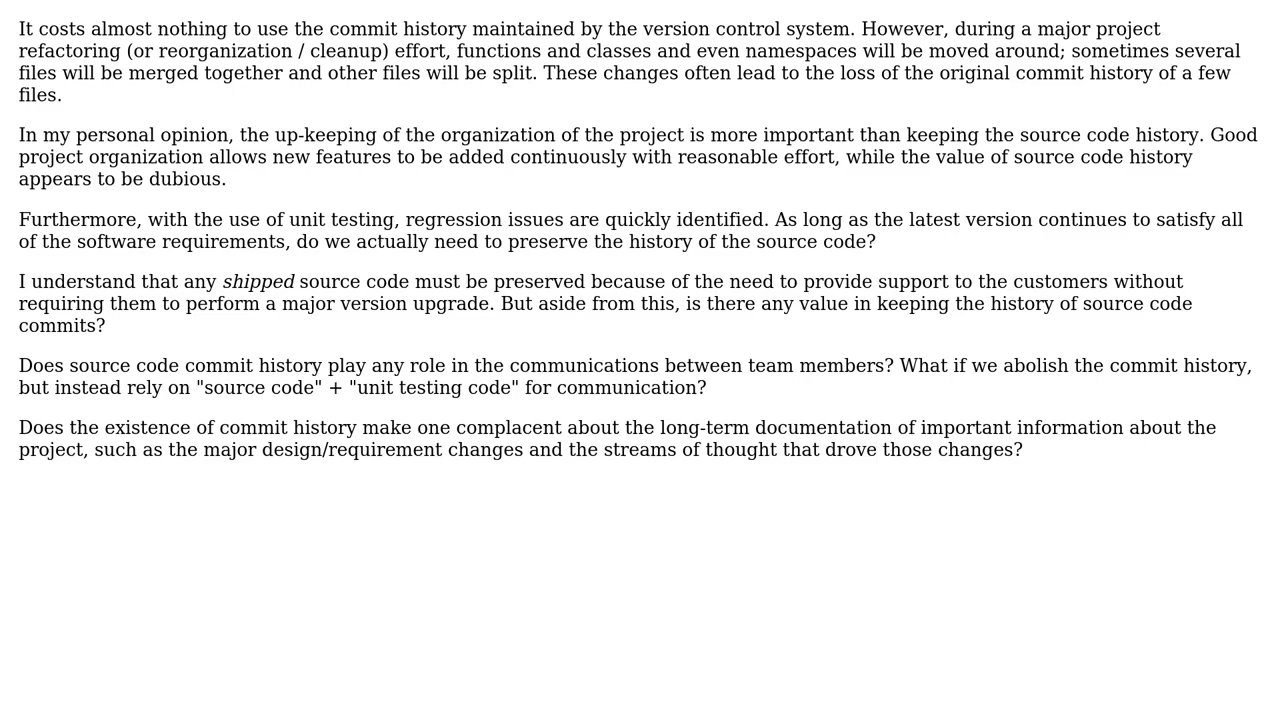 It costs almost nothing to use the commit history maintained by the version control system. However, during a major project
refactoring (or reorganization / cleanup) effort, functions and classes and even namespaces will be moved around; sometimes several
files will be merged together and other files will be split. These changes often lead to the loss of the original commit history of a few
files.
In my personal opinion, the up-keeping of the organization of the project is more important than keeping the source code history. Good
project organization allows new features to be added continuously with reasonable effort, while the value of source code history
appears to be dubious.
Furthermore, with the use of unit testing, regression issues are quickly identified. As long as the latest version continues to satisfy all
of the software requirements, do we actually need to preserve the history of the source code?
I understand that any shipped source code must be preserved because of the need to provide support to the customers without
requiring them to perform a major version upgrade. But aside from this, is there any value in keeping the history of source code
commits?
Does source code commit history play any role in the communications between team members? What if we abolish the commit history,
but instead rely on "source code" + "unit testing code" for communication?
Does the existence of commit history make one complacent about the long-term documentation of important information about the
project, such as the major design/requirement changes and the streams of thought that drove those changes?